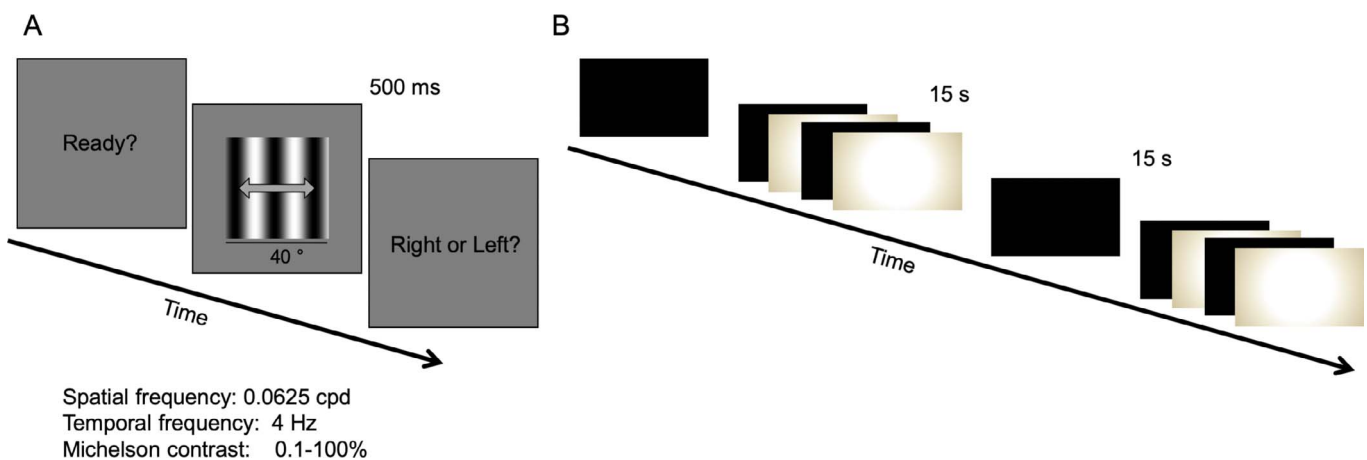 A
Ready?
500 ms
40 °
Right or Left?
Time
Spatial frequency: 0.0625 cpd
Temporal frequency: 4 Hz
Michelson contrast: 0.1-100%
B
15 s
15 s
Time